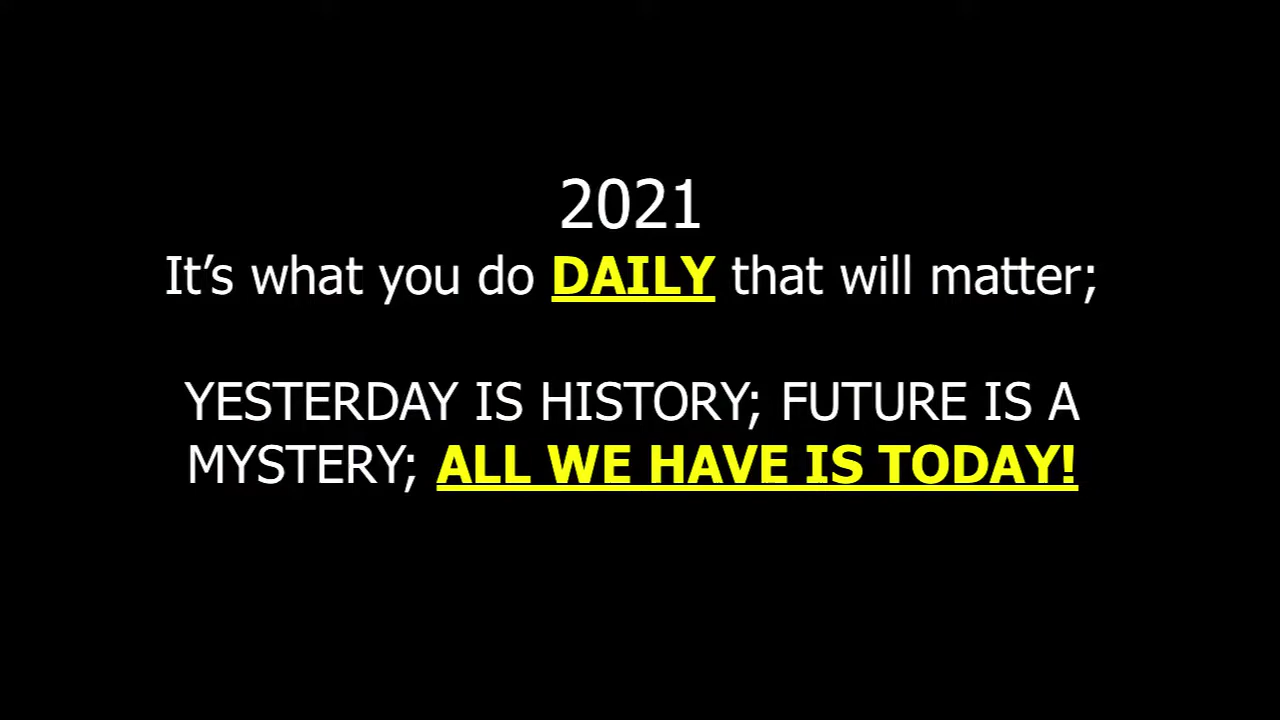 2021
It’s what you do DAILY that will matter;
YESTERDAY IS HISTORY; FUTURE IS A
MYSTERY; ALL WE HAVE IS TODAY!